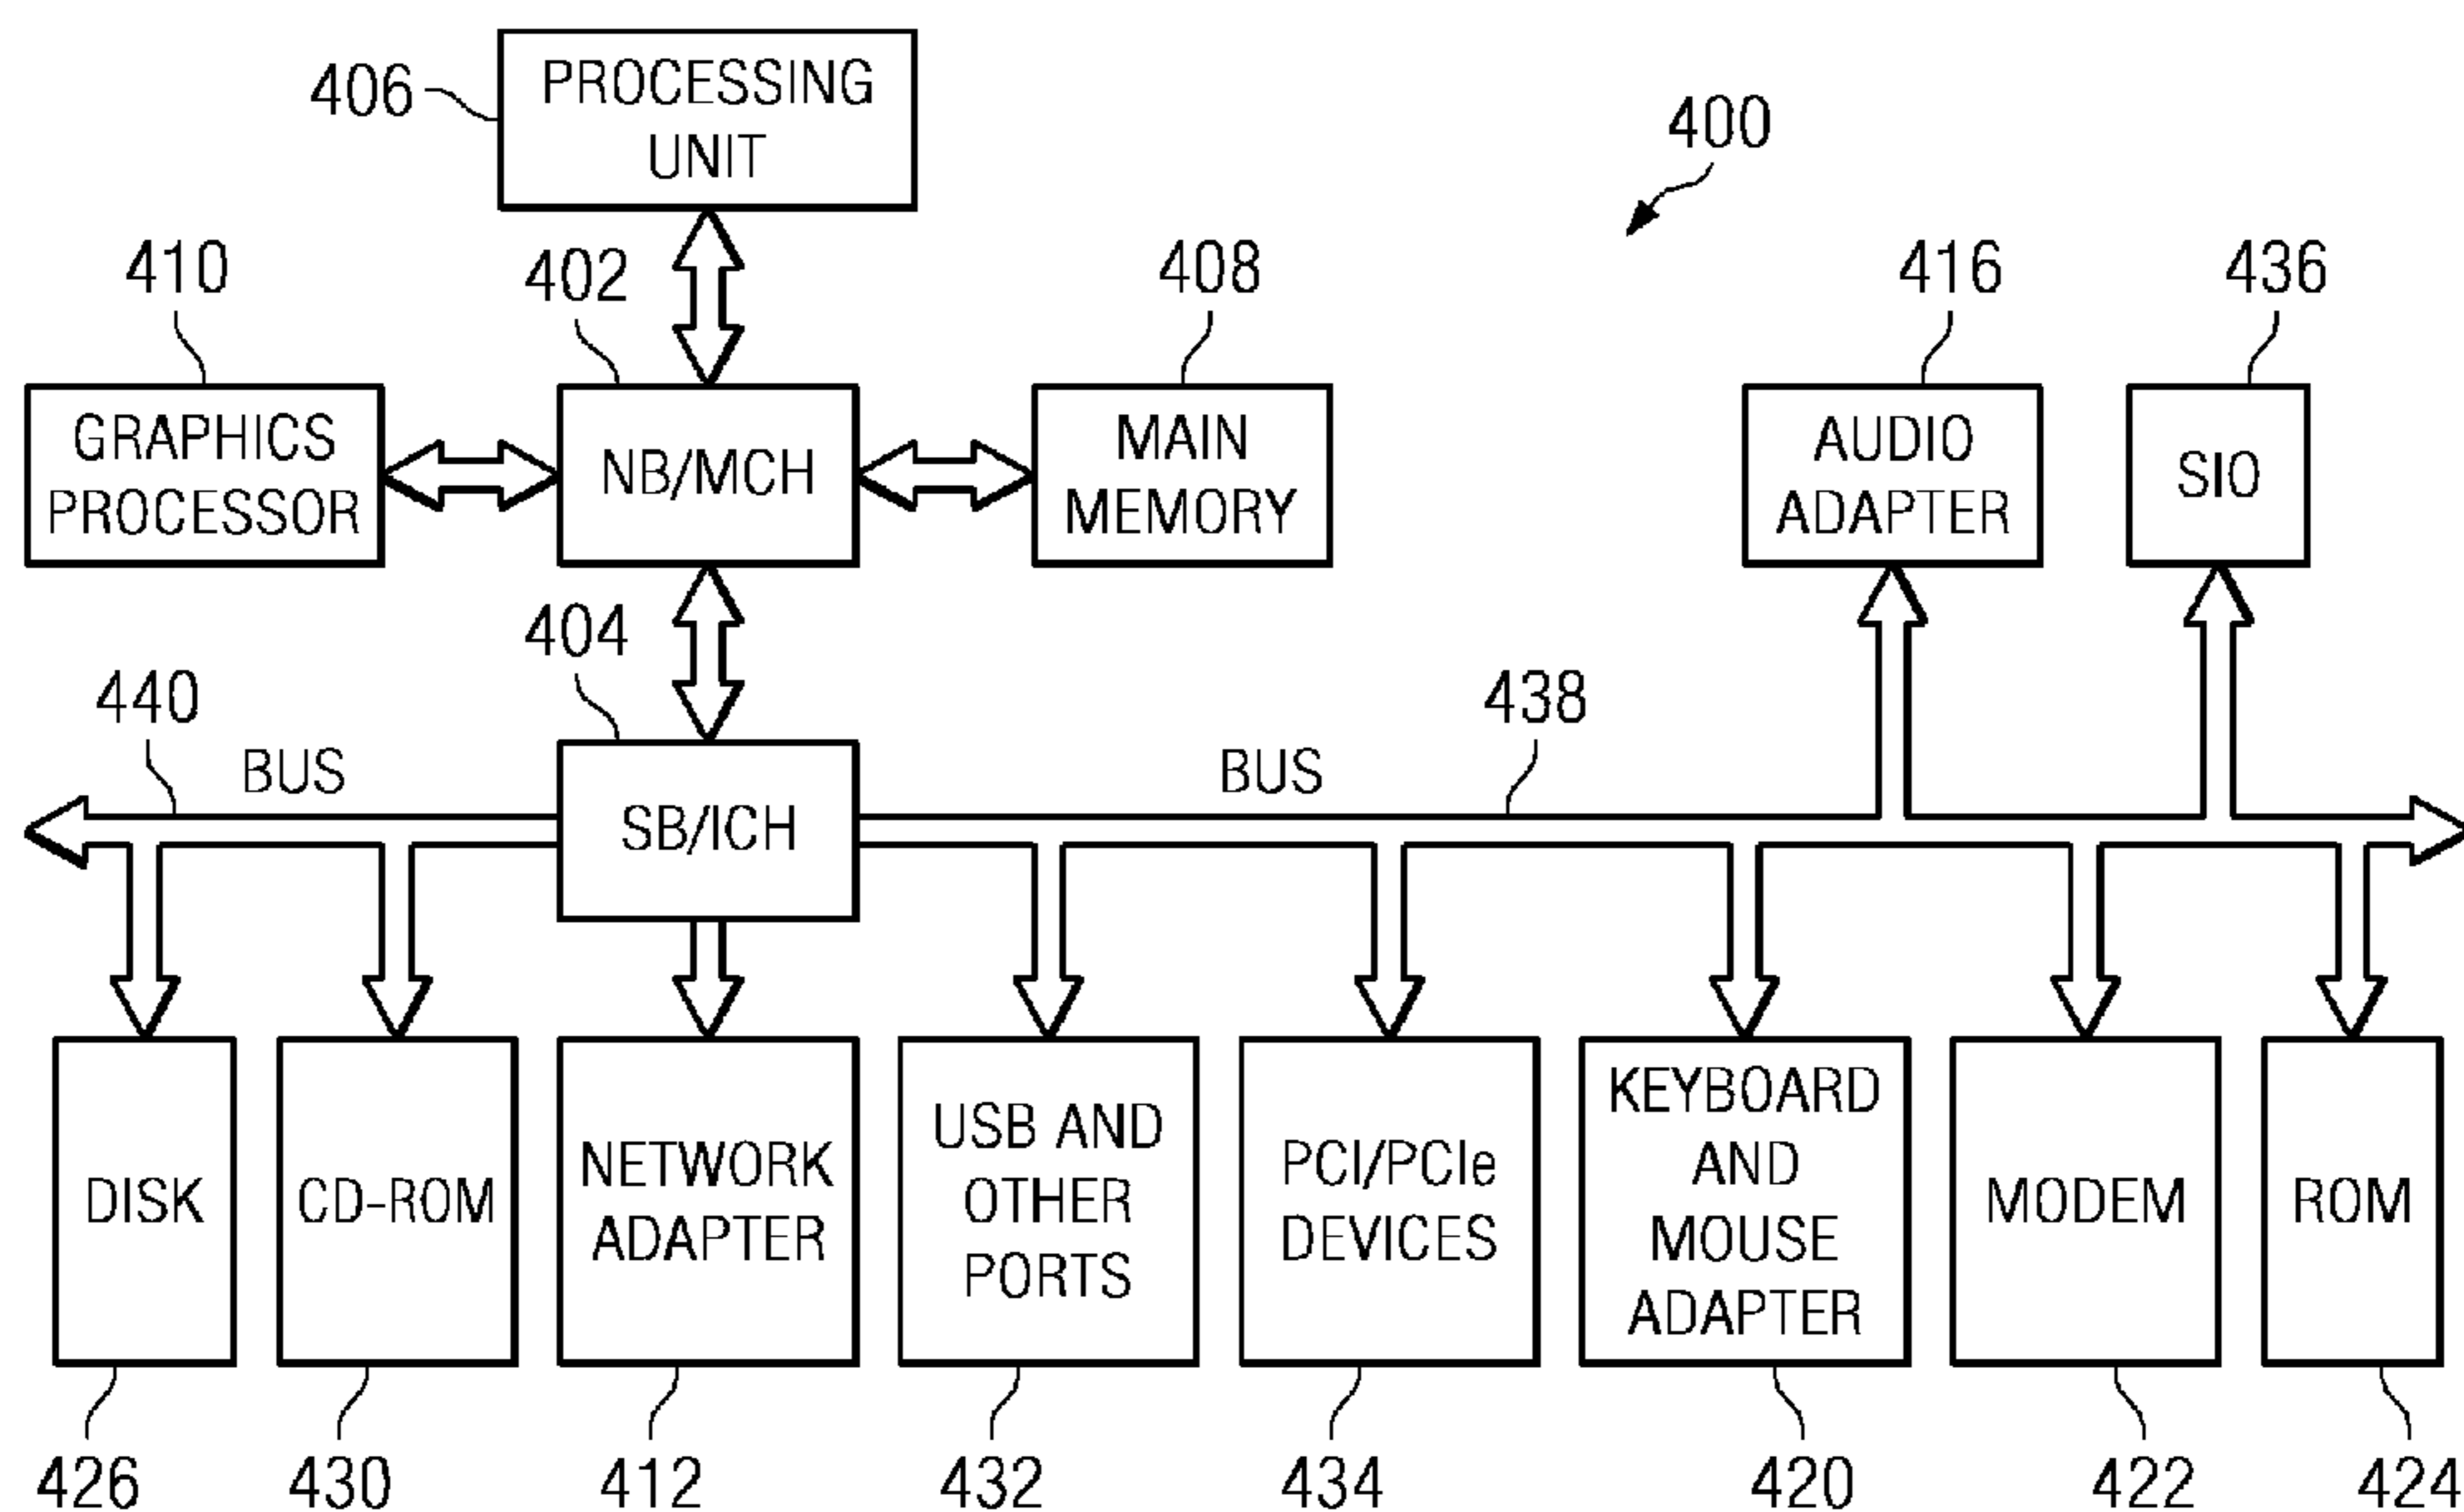 PROCESSING
UNIT
406
400
410
402
408
416
436
GRAPHICS
PROCESSOR
NB/MCH
MAIN
MEMORY
AUDIO
ADAPTER
SIO
404
440
BUS
SB/ICH
BUS
438
DISK
CD-ROM
NETWORK
ADAPTER
USB AND
OTHER
PORTS
PCI/PCIe
DEVICES
KEYBOARD
AND
MOUSE
ADAPTER
MODEM
ROM
426
430
412
432
434
420
422
424